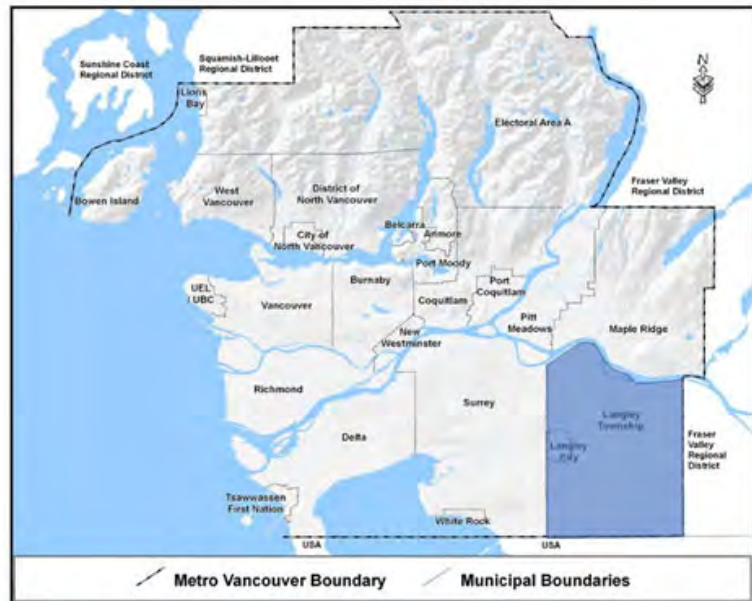 Sunshine Coast
Regional District
Squamish-Lillooet
Regional District
N
Lions
Bay
Electoral Area A
Fraser Valley
Regional District
Bowen Island
West
Vancouver
District of
North Vancouver
City of
North Vancouver
Belcarra
Anmore
Port Moody
UEL
/ UBC
Vancouver
Burnaby
Coquitlam
Port
Coquitlam
Pitt
Meadows
Maple Ridge
New
Westminster
Richmond
Surrey
Langley
Township
Delta
Langley
City
Fraser
Valley
Regional
District
Tsawwassen
First Nation
White Rock
USA
USA
Metro Vancouver Boundary
Municipal Boundaries